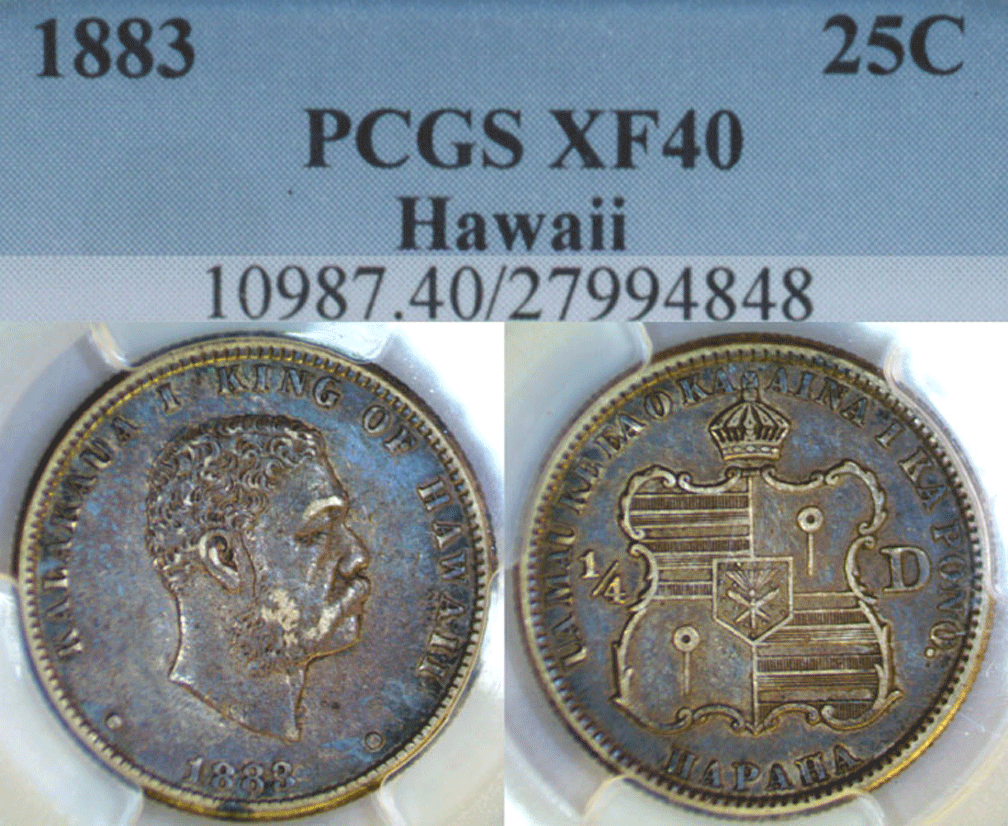 1883 25C
PCGS XF40
Hawaii
10987.40/27994848
KALAKAUA I KING OF HAWAII
1883
UA MAU KE EA O KA AINA I KA PONO.
1/4 D
HAPAHA